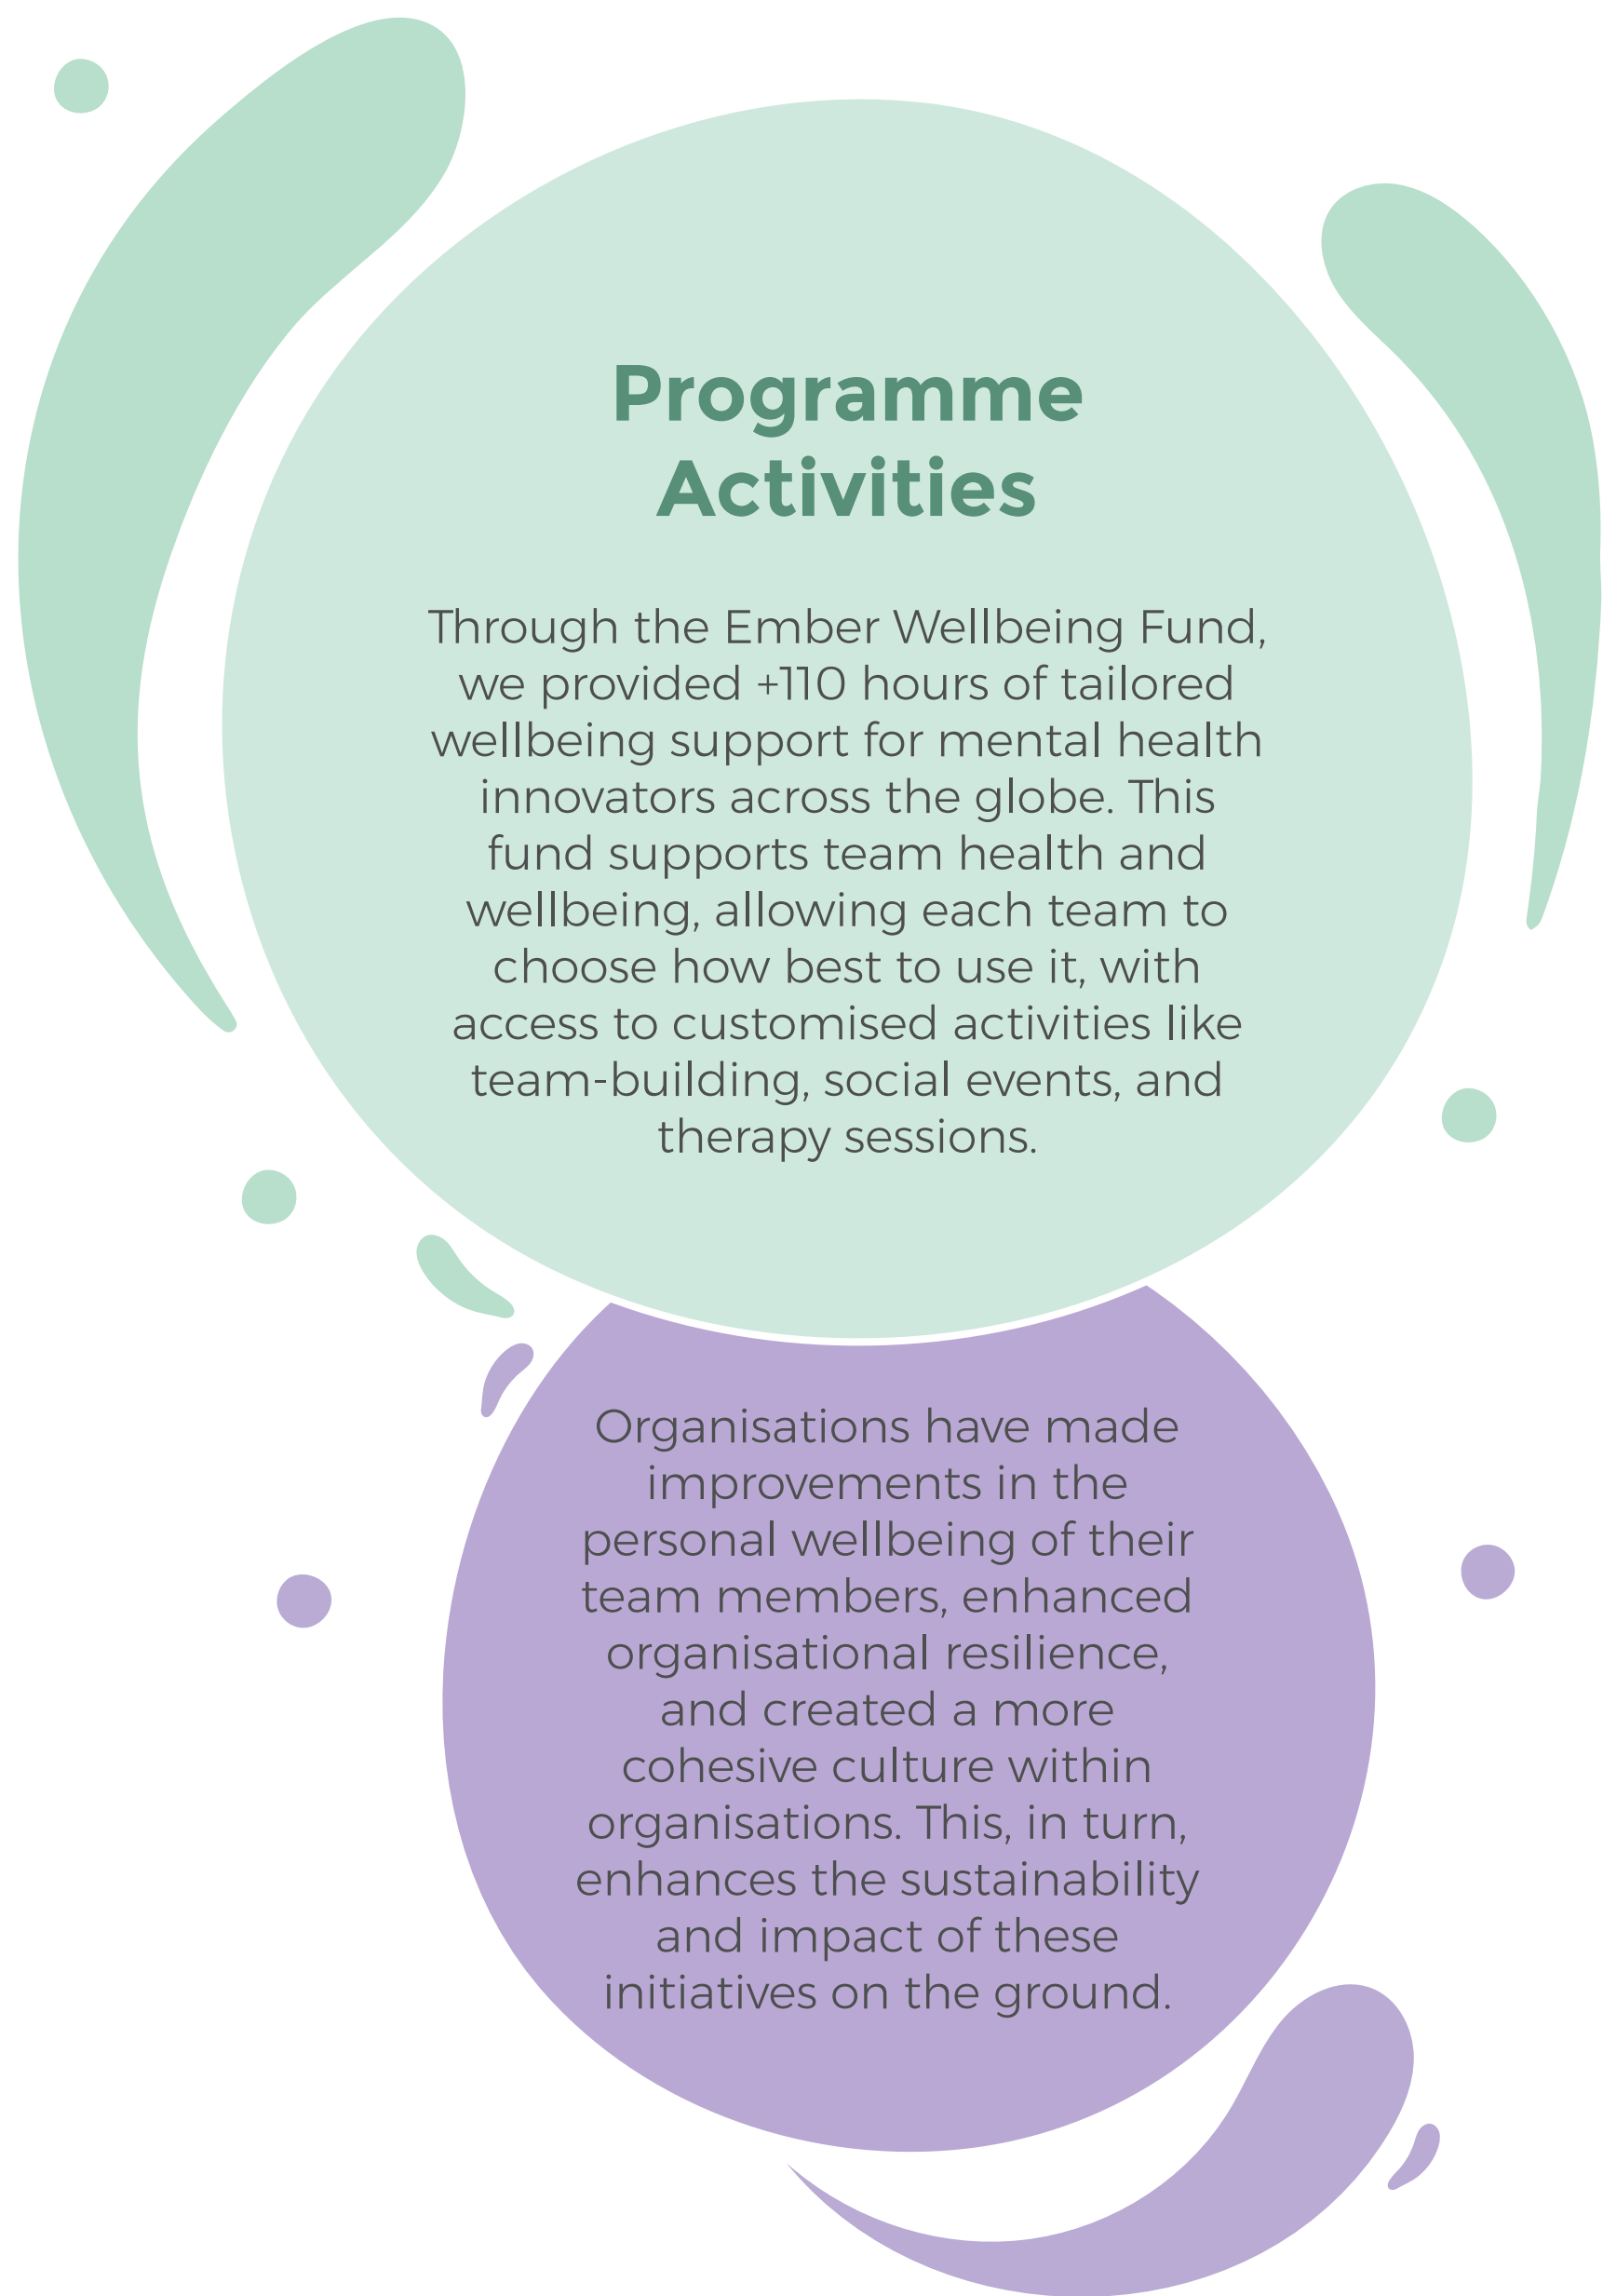 Programme
Activities
Through the Ember Wellbeing Fund,
we provided +110 hours of tailored
wellbeing support for mental health
innovators across the globe. This
fund supports team health and
wellbeing, allowing each team to
choose how best to use it, with
access to customised activities like
team-building, social events, and
therapy sessions.
Organisations have made
improvements in the
personal wellbeing of their
team members, enhanced
organisational resilience,
and created a more
cohesive culture within
organisations. This, in turn,
enhances the sustainability
and impact of these
initiatives on the ground.